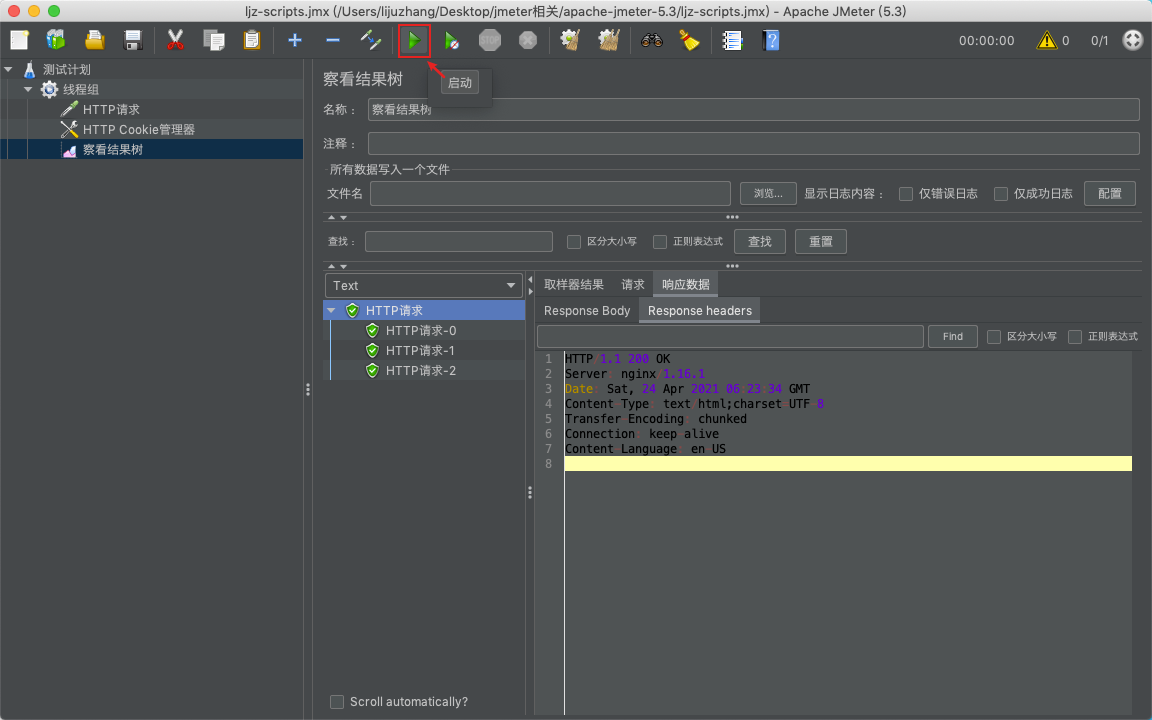 ljz-scripts.jmx (/Users/lijuzhang/Desktop/jmeter相关/apache-jmeter-5.3/ljz-scripts.jmx) - Apache JMeter (5.3)
STOP
00:00:00 0 0/1
启动
测试计划
线程组
HTTP请求
HTTP Cookie管理器
察看结果树
察看结果树
名称： 察看结果树
注释：
所有数据写入一个文件
文件名 浏览... 显示日志内容： 仅错误日志 仅成功日志 配置
查找： 区分大小写 正则表达式 查找 重置
Text
HTTP请求
HTTP请求-0
HTTP请求-1
HTTP请求-2
Scroll automatically?
取样器结果 请求 响应数据
Response Body Response headers
Find 区分大小写 正则表达式
1 HTTP 1.1 200 OK
2 Server: nginx 1.16.1
3 Date: Sat, 24 Apr 2021 06:23:34 GMT
4 Content-Type: text/html;charset=UTF-8
5 Transfer-Encoding: chunked
6 Connection: keep-alive
7 Content-Language: en-US
8